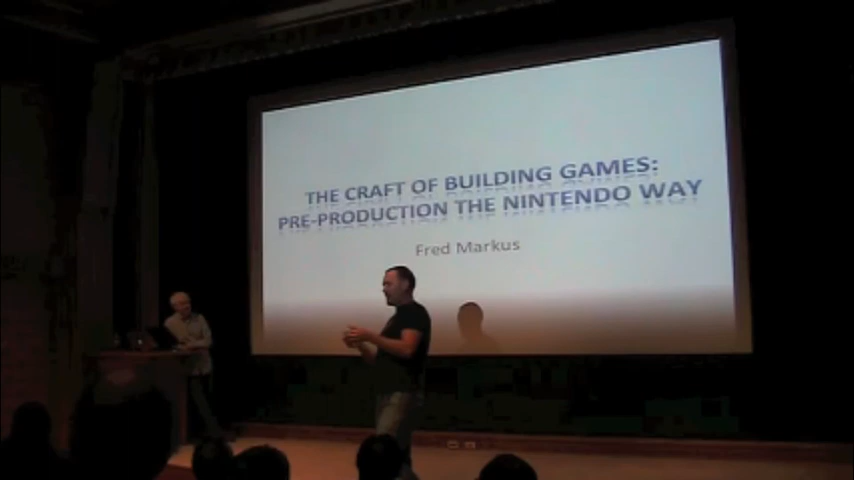 THE CRAFT OF BUILDING GAMES:
PRE-PRODUCTION THE NINTENDO WAY
Fred Markus